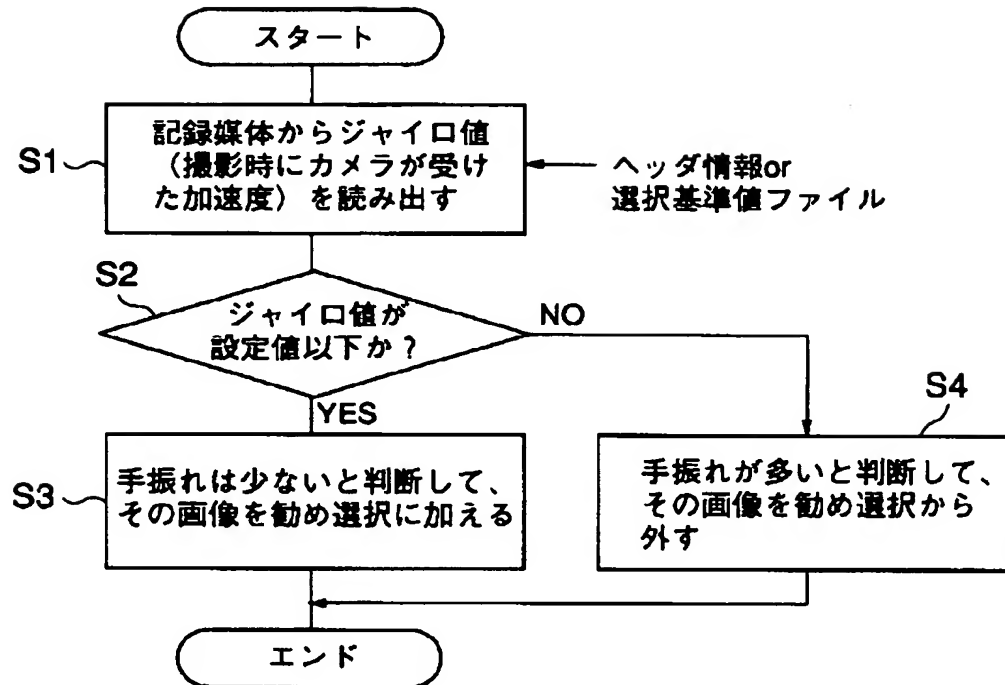 スタート
S1
記録媒体からジャイロ値
（撮影時にカメラが受け
た加速度）を読み出す
ヘッダ情報or
選択基準値ファイル
S2
ジャイロ値が
設定値以下か？
NO
YES
S3
手振れは少ないと判断して、
その画像を勧め選択に加える
S4
手振れが多いと判断して、
その画像を勧め選択から
外す
エンド